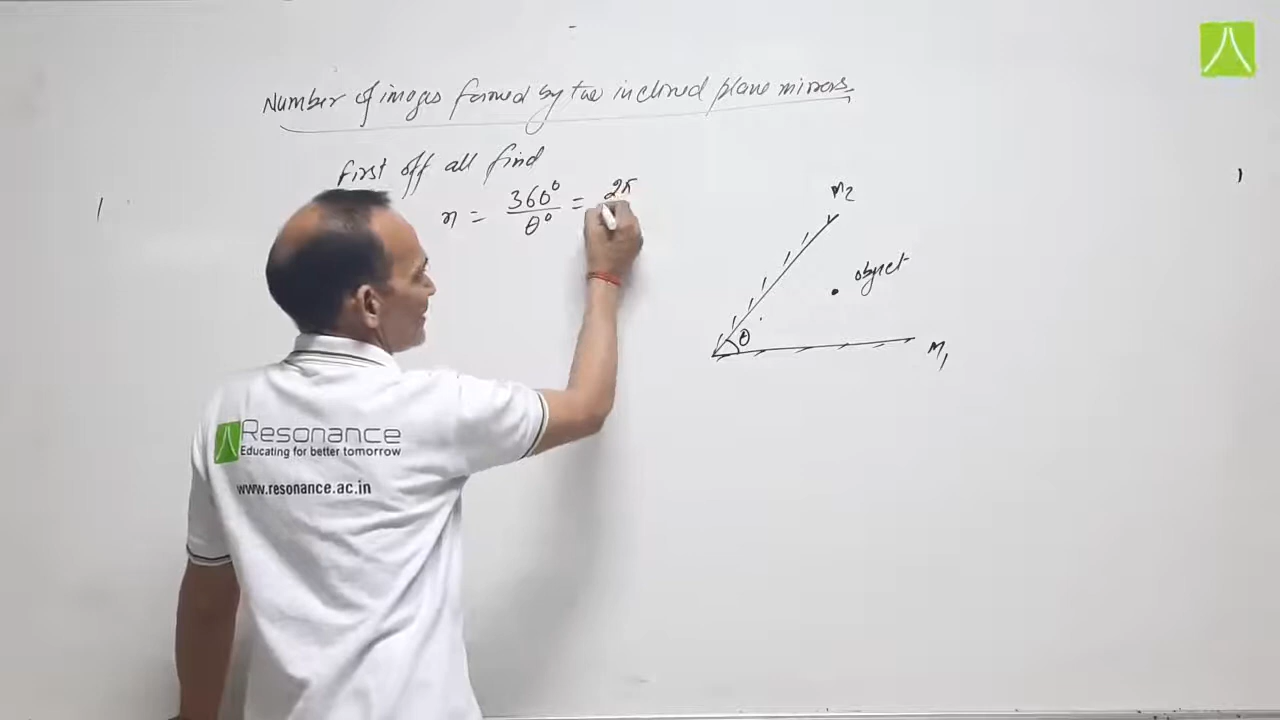 Number of images formed by two inclined plane mirrors
First off all find
n = 360° / θ° = 2π
M2
object
θ
M1
Resonance
Educating for better tomorrow
www.resonance.ac.in